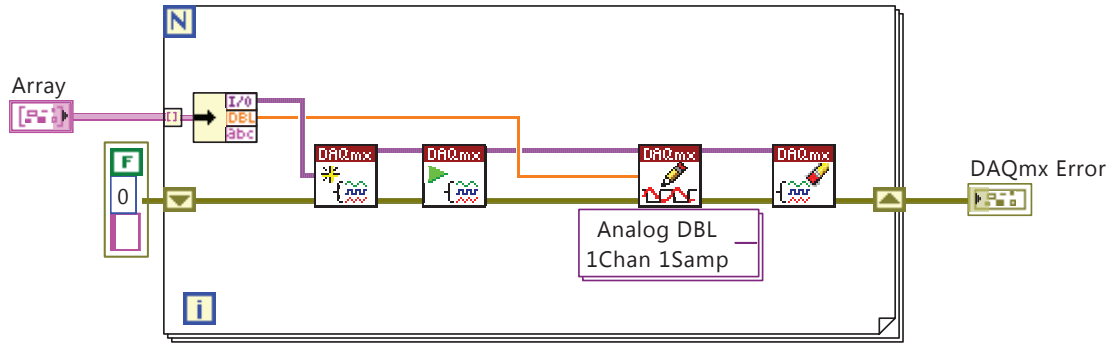 N
Array
I/0
DBL
abc
F
0
DAQmx
DAQmx
DAQmx
DAQmx
DAQmx Error
Analog DBL
1Chan 1Samp
i